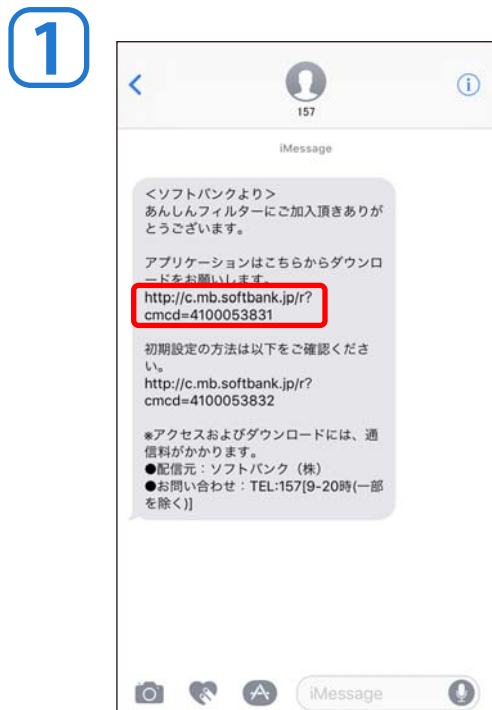 1
157
iMessage
<ソフトバンクより>
あんしんフィルターにご加入頂きありが
とうございます。
アプリケーションはこちらからダウンロ
ードをお願いします。
http://c.mb.softbank.jp/r?
cmcd=4100053831
初期設定の方法は以下をご確認くださ
い。
http://c.mb.softbank.jp/r?
cmcd=4100053832
※アクセスおよびダウンロードには、通
信料がかかります。
●配信元：ソフトバンク（株）
●お問い合わせ：TEL:157[9-20時(一部
を除く)]
iMessage